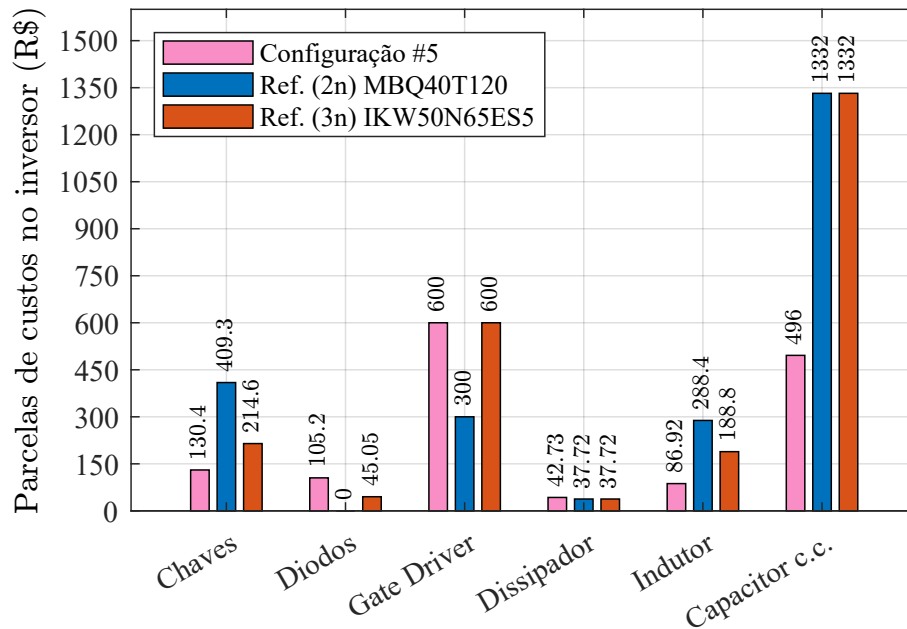 Parcelas de custos no inversor (R$)
1500
1350
1200
1050
900
750
600
450
300
150
0
Configuração #5
Ref. (2n) MBQ40T120
Ref. (3n) IKW50N65ES5
130.4
409.3
214.6
105.2
0
45.05
600
300
600
42.73
37.72
37.72
86.92
288.4
188.8
496
1332
1332
Chaves
Diodos
Gate Driver
Dissipador
Indutor
Capacitor c.c.